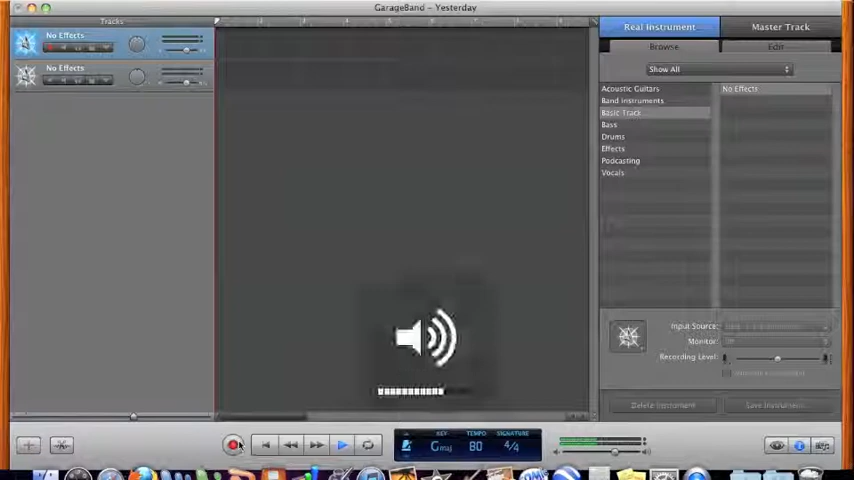 GarageBand - Yesterday
Tracks
No Effects
No Effects
Real Instrument
Master Track
Browse
Edit
Show All
Acoustic Guitars
Band Instruments
Basic Track
Bass
Drums
Effects
Podcasting
Vocals
No Effects
Input Source:
Monitor:
Recording Level:
Delete Instrument
Save Instrument...
KEY
TEMPO
SIGNATURE
Gmaj
80
4/4